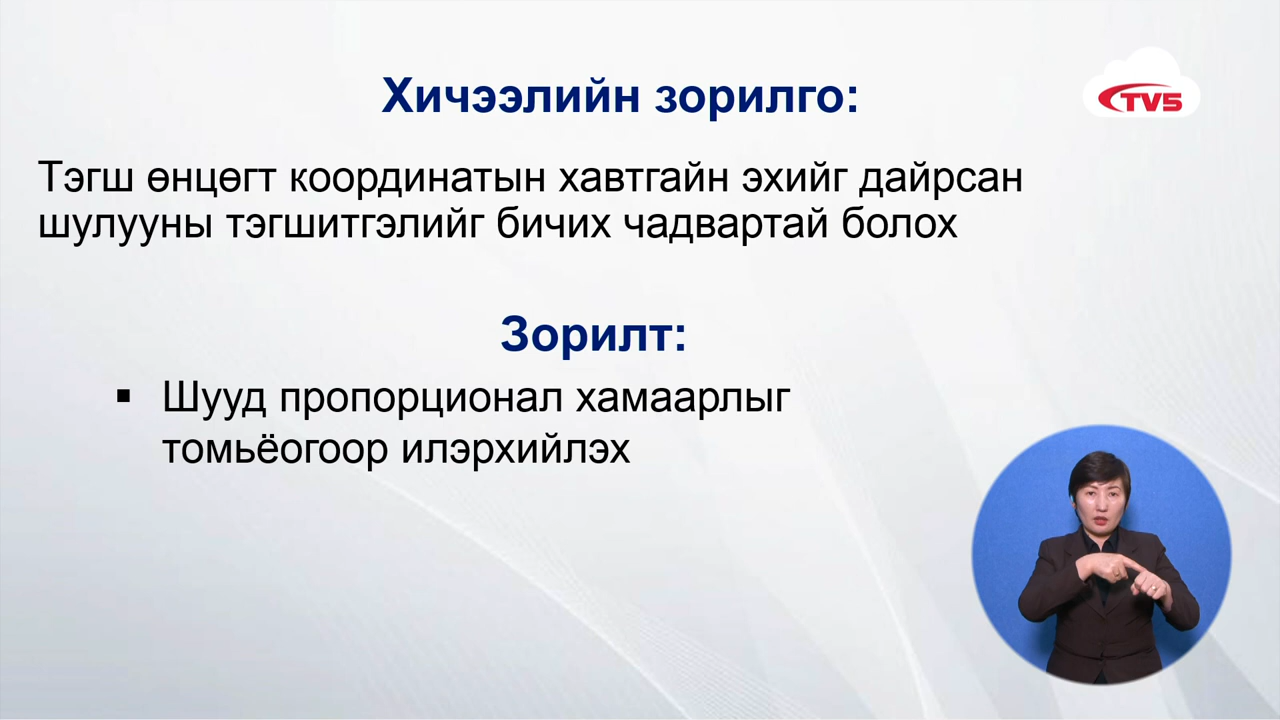 Хичээлийн зорилго:
TV5
Тэгш өнцөгт координатын хавтгайн эхийг дайрсан
шулууны тэгшитгэлийг бичих чадвартай болох
Зорилт:
▪ Шууд пропорционал хамаарлыг
томьёогоор илэрхийлэх